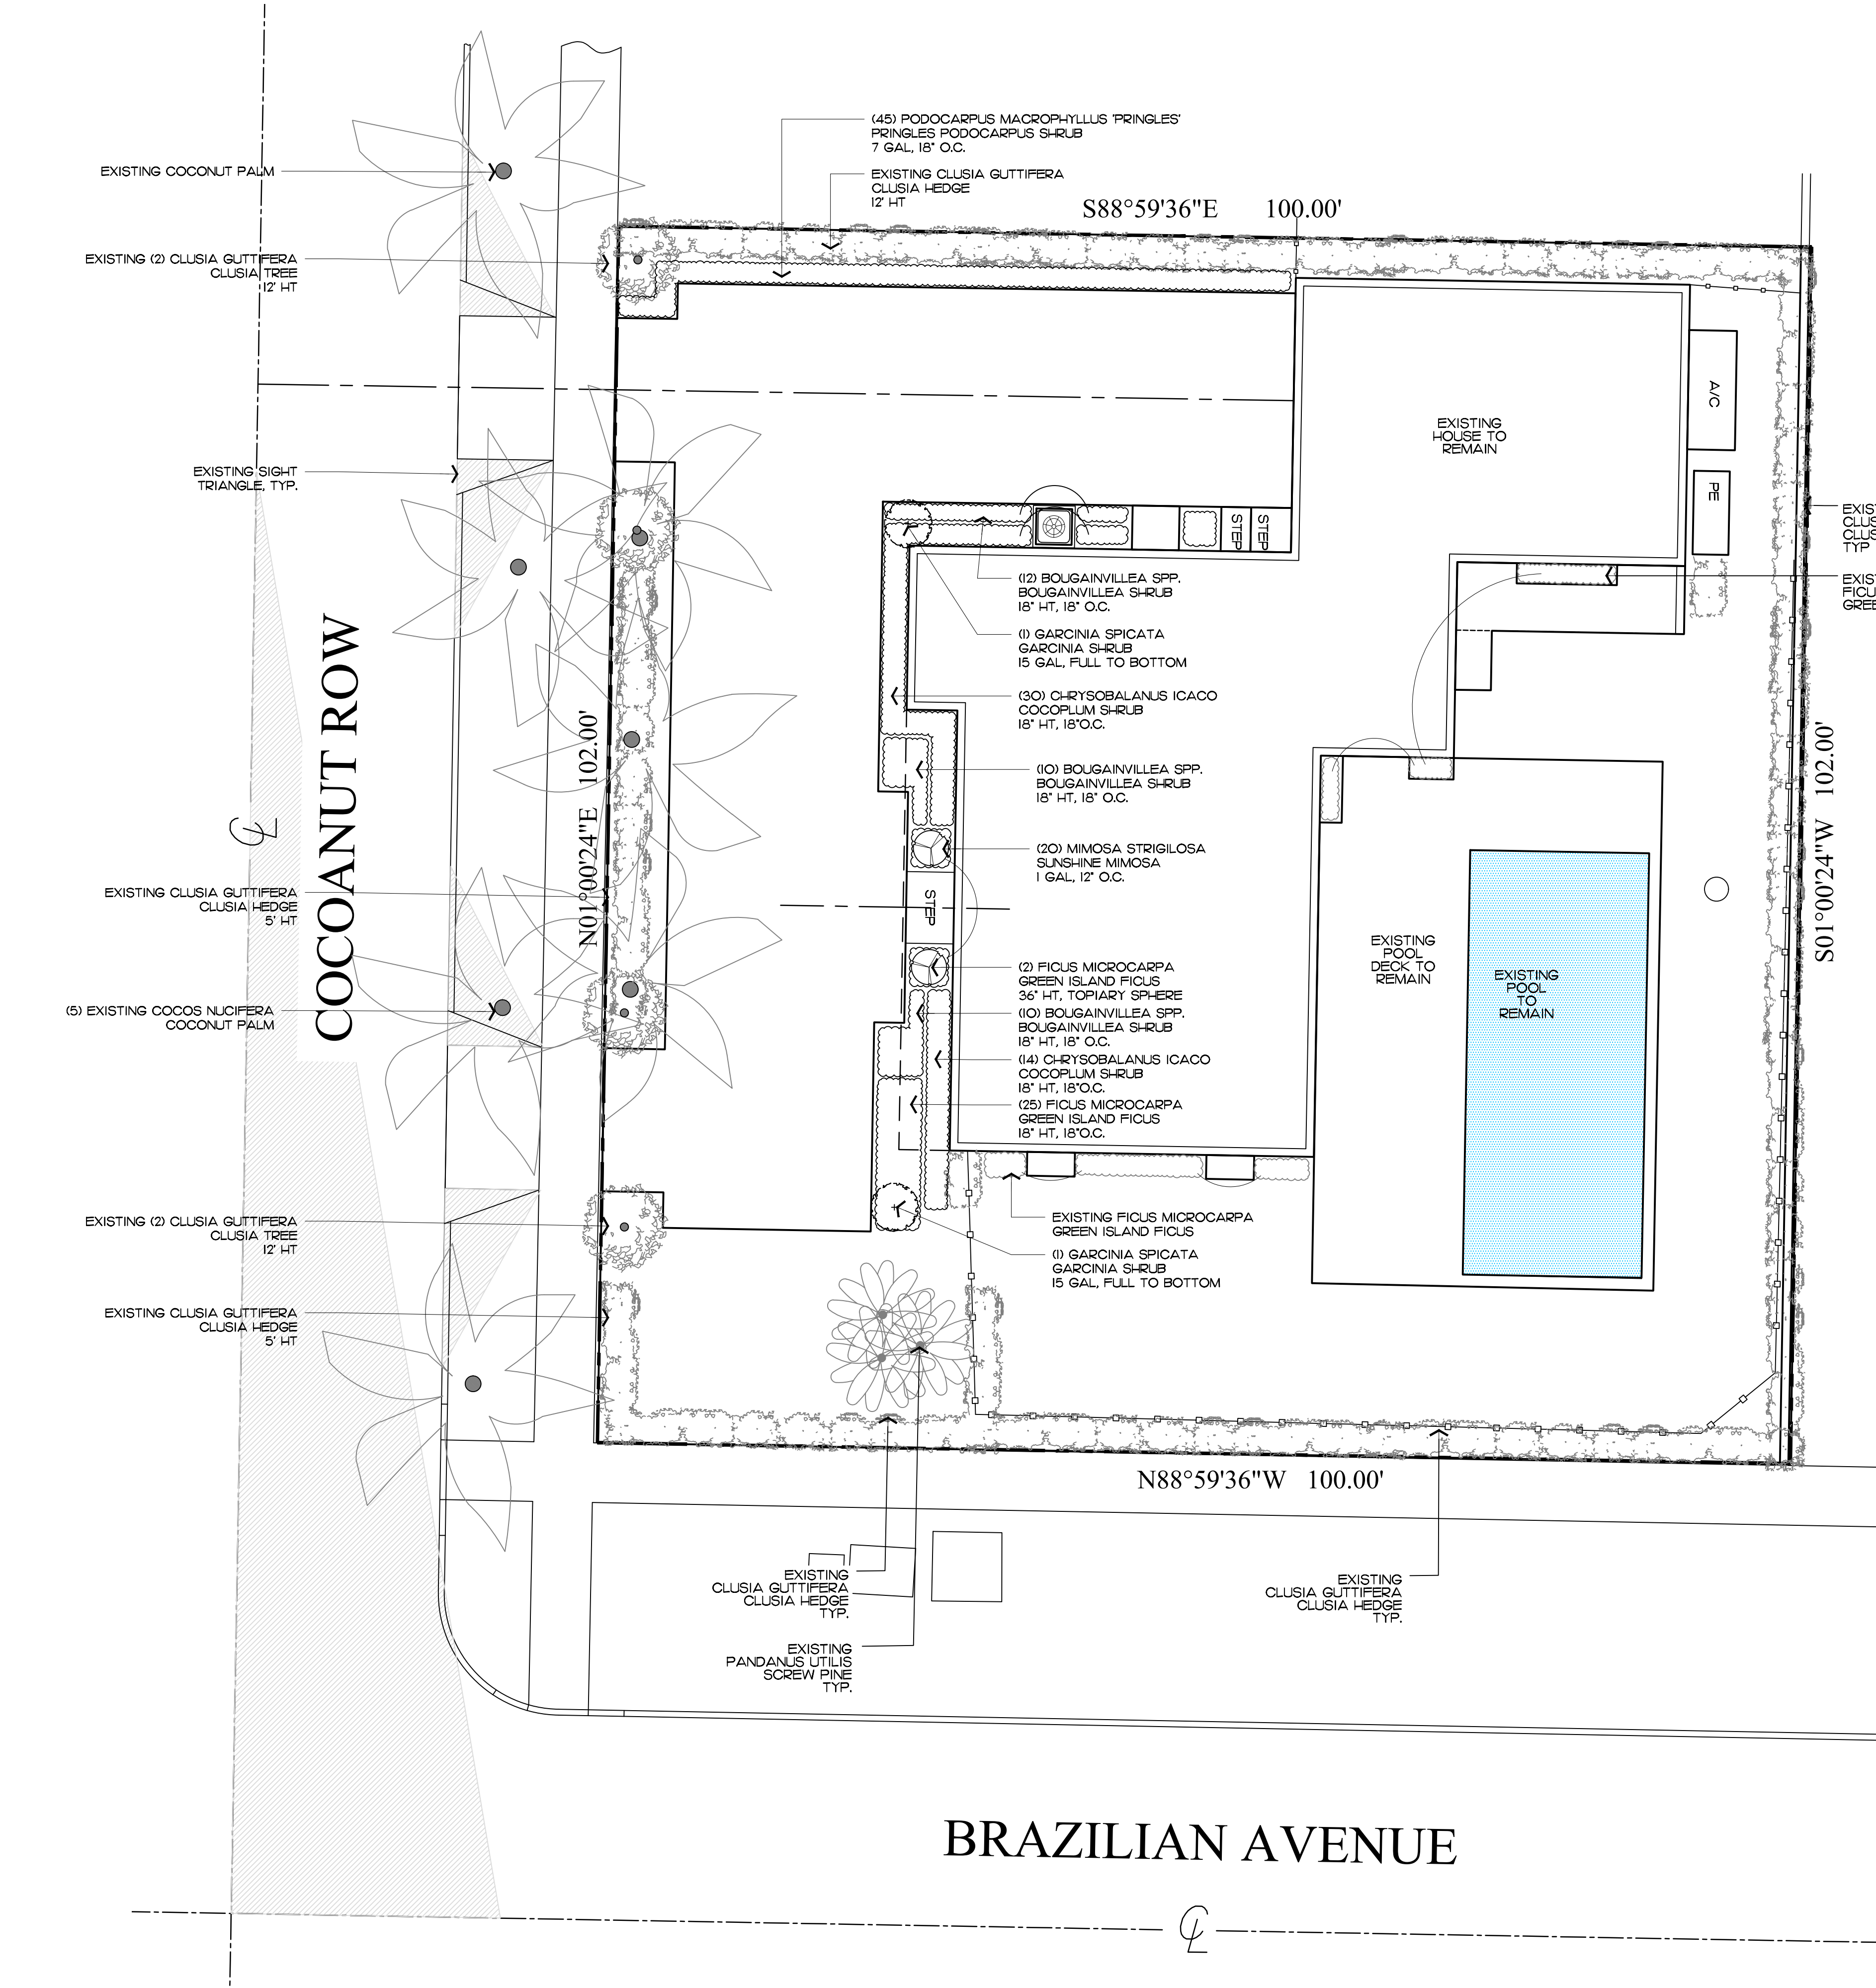 (45) PODOCARPUS MACROPHYLLUS 'PRINGLES'
PRINGLES PODOCARPUS SHRUB
7 GAL, 18" O.C.
EXISTING COCONUT PALM
EXISTING CLUSIA GUTTIFERA
CLUSIA HEDGE
12' HT
S88°59'36"E 100.00'
EXISTING (2) CLUSIA GUTTIFERA
CLUSIA TREE
12' HT
A/C
EXISTING
HOUSE TO
REMAIN
EXISTING SIGHT
TRIANGLE, TYP.
PE
STEP
STEP
(12) BOUGAINVILLEA SPP.
BOUGAINVILLEA SHRUB
18" HT, 18" O.C.
(1) GARCINIA SPICATA
GARCINIA SHRUB
15 GAL, FULL TO BOTTOM
(30) CHRYSOBALANUS ICACO
COCOPLUM SHRUB
18" HT, 18"O.C.
(10) BOUGAINVILLEA SPP.
BOUGAINVILLEA SHRUB
18" HT, 18" O.C.
(20) MIMOSA STRIGILOSA
SUNSHINE MIMOSA
1 GAL, 12" O.C.
COCOANUT ROW
N01°00'24"E 102.00'
S01°00'24"W 102.00'
CL
EXISTING CLUSIA GUTTIFERA
CLUSIA HEDGE
5' HT
STEP
EXISTING
POOL
DECK TO
REMAIN
EXISTING
POOL
TO
REMAIN
(2) FICUS MICROCARPA
GREEN ISLAND FICUS
36" HT, TOPIARY SPHERE
(10) BOUGAINVILLEA SPP.
BOUGAINVILLEA SHRUB
18" HT, 18" O.C.
(5) EXISTING COCOS NUCIFERA
COCONUT PALM
(14) CHRYSOBALANUS ICACO
COCOPLUM SHRUB
18" HT, 18"O.C.
(25) FICUS MICROCARPA
GREEN ISLAND FICUS
18" HT, 18"O.C.
EXISTING (2) CLUSIA GUTTIFERA
CLUSIA TREE
12' HT
EXISTING FICUS MICROCARPA
GREEN ISLAND FICUS
(1) GARCINIA SPICATA
GARCINIA SHRUB
15 GAL, FULL TO BOTTOM
EXISTING CLUSIA GUTTIFERA
CLUSIA HEDGE
5' HT
N88°59'36"W 100.00'
EXISTING
CLUSIA GUTTIFERA
CLUSIA HEDGE
TYP.
EXISTING
CLUSIA GUTTIFERA
CLUSIA HEDGE
TYP.
EXISTING
PANDANUS UTILIS
SCREW PINE
TYP.
BRAZILIAN AVENUE
CL